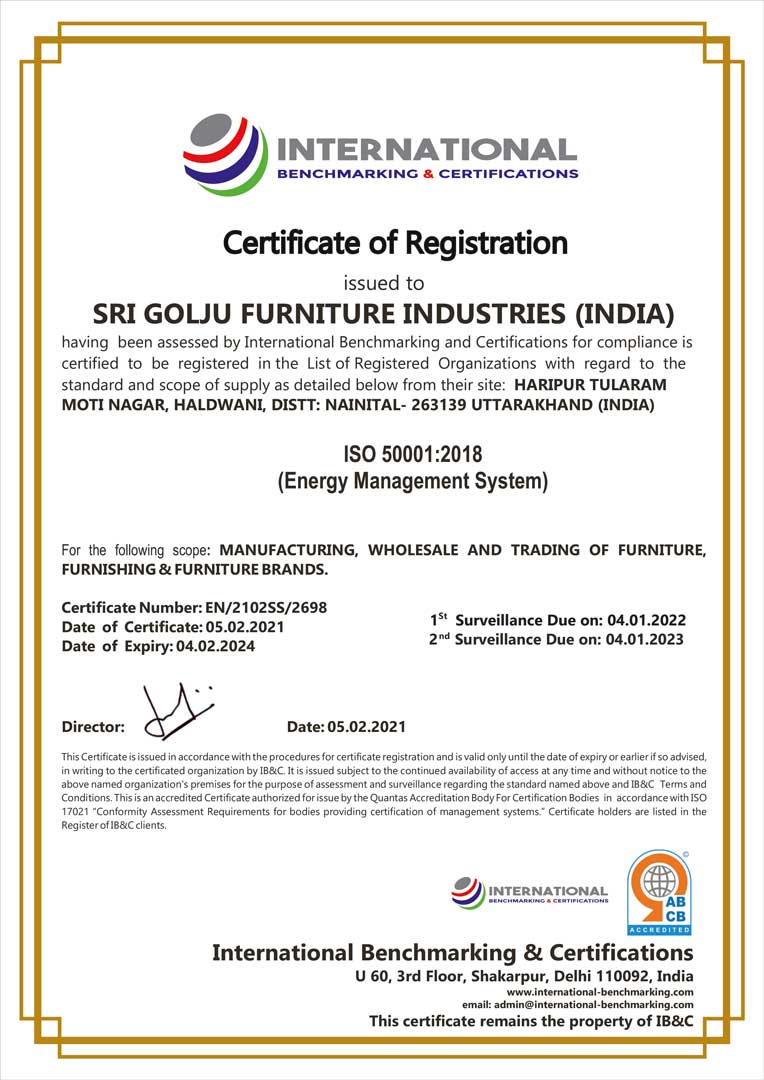 INTERNATIONAL
BENCHMARKING & CERTIFICATIONS
Certificate of Registration
issued to
SRI GOLJU FURNITURE INDUSTRIES (INDIA)
having been assessed by International Benchmarking and Certifications for compliance is
certified to be registered in the List of Registered Organizations with regard to the
standard and scope of supply as detailed below from their site: HARIPUR TULARAM
MOTI NAGAR, HALDWANI, DISTT: NAINITAL- 263139 UTTARAKHAND (INDIA)
ISO 50001:2018
(Energy Management System)
For the following scope: MANUFACTURING, WHOLESALE AND TRADING OF FURNITURE,
FURNISHING & FURNITURE BRANDS.
Certificate Number: EN/2102SS/2698
Date of Certificate: 05.02.2021
Date of Expiry: 04.02.2024
1St Surveillance Due on: 04.01.2022
2nd Surveillance Due on: 04.01.2023
Director:
Date: 05.02.2021
This Certificate is issued in accordance with the procedures for certificate registration and is valid only until the date of expiry or earlier if so advised,
in writing to the certificated organization by IB&C. It is issued subject to the continued availability of access at any time and without notice to the
above named organization's premises for the purpose of assessment and surveillance regarding the standard named above and IB&C Terms and
Conditions. This is an accredited Certificate authorized for issue by the Quantas Accreditation Body For Certification Bodies in accordance with ISO
17021 "Conformity Assessment Requirements for bodies providing certification of management systems." Certificate holders are listed in the
Register of IB&C clients.
INTERNATIONAL
BENCHMARKING & CERTIFICATIONS
©
AB
CB
ACCREDITED
International Benchmarking & Certifications
U 60, 3rd Floor, Shakarpur, Delhi 110092, India
www.international-benchmarking.com
email: admin@international-benchmarking.com
This certificate remains the property of IB&C